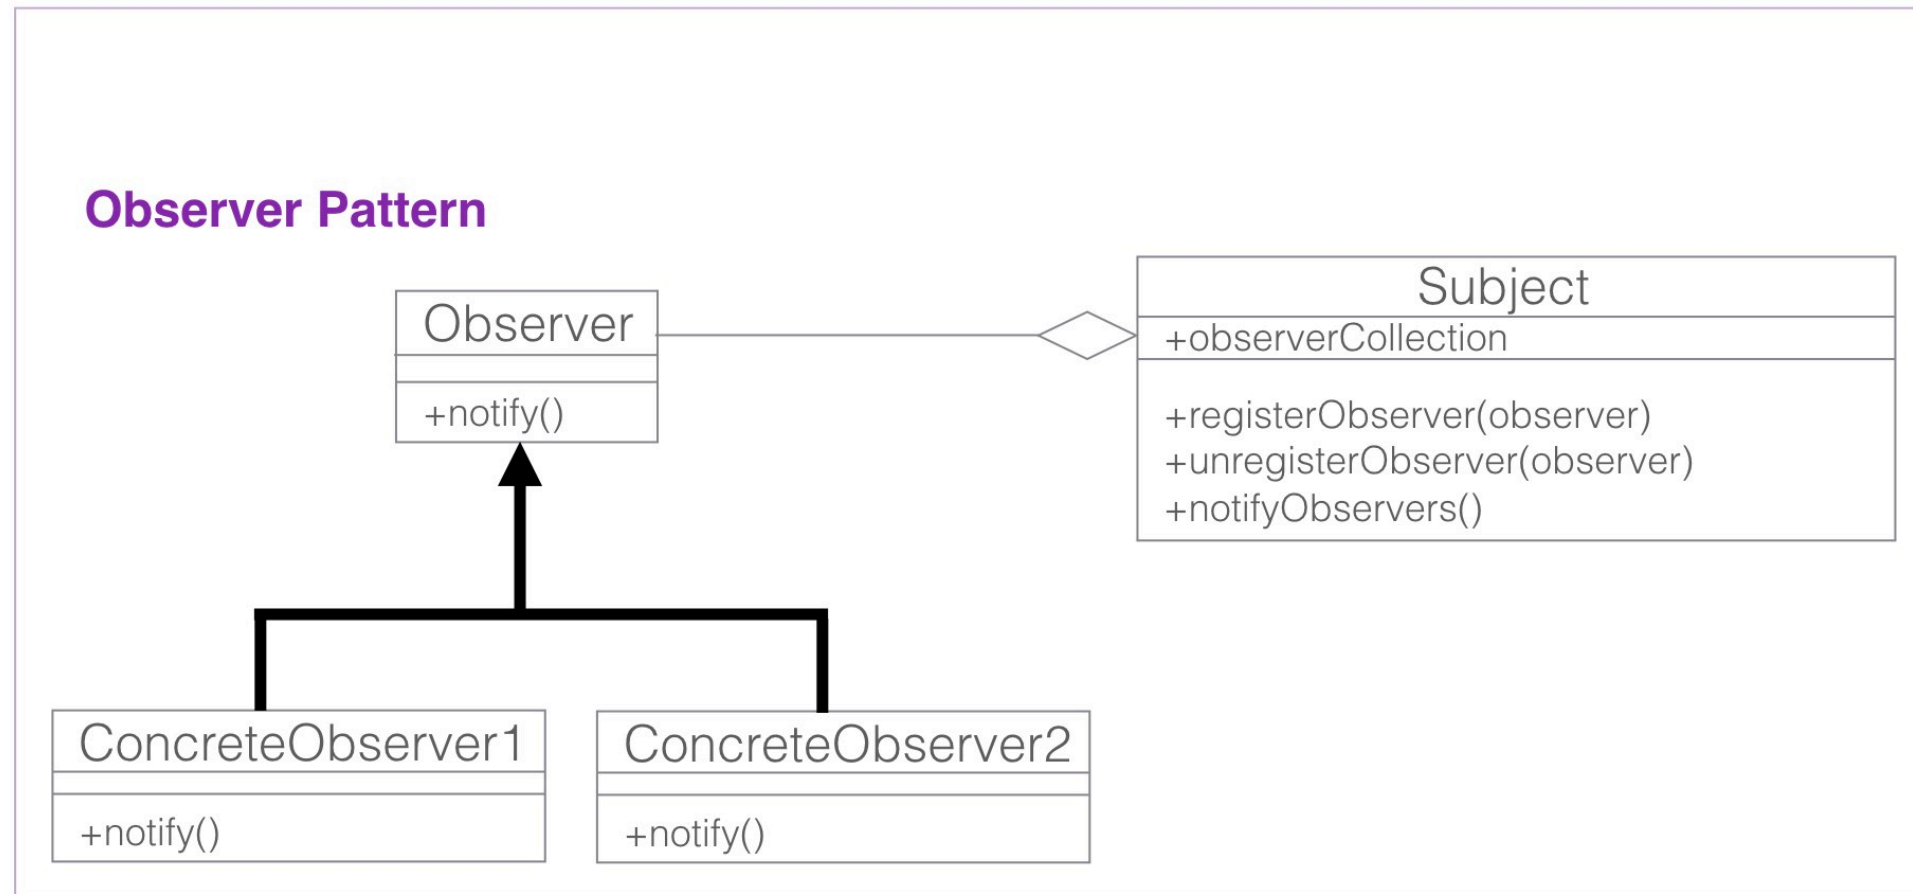 Observer Pattern
Observer
+notify()
Subject
+observerCollection
+registerObserver(observer)
+unregisterObserver(observer)
+notifyObservers()
ConcreteObserver1
+notify()
ConcreteObserver2
+notify()